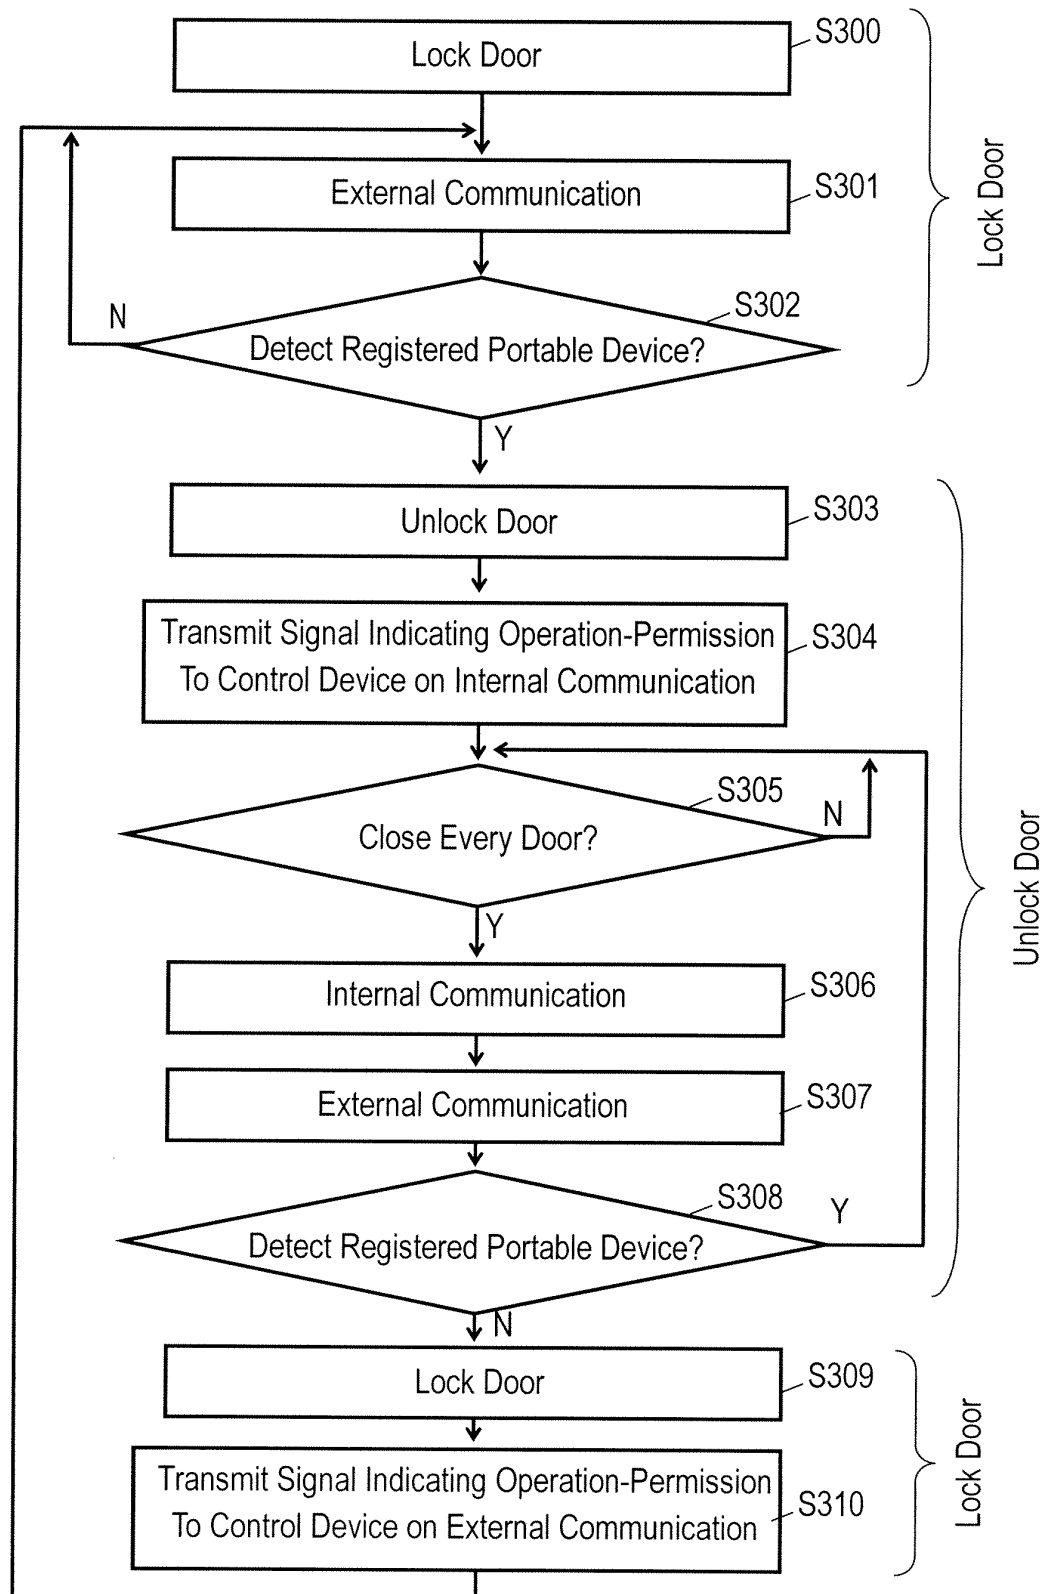 Lock Door
S300
External Communication
S301
Lock Door
N
S302
Detect Registered Portable Device?
Y
Unlock Door
S303
Transmit Signal Indicating Operation-Permission
To Control Device on Internal Communication
S304
S305
N
Close Every Door?
Unlock Door
Y
Internal Communication
S306
External Communication
S307
S308
Y
Detect Registered Portable Device?
N
Lock Door
S309
Lock Door
Transmit Signal Indicating Operation-Permission
To Control Device on External Communication
S310